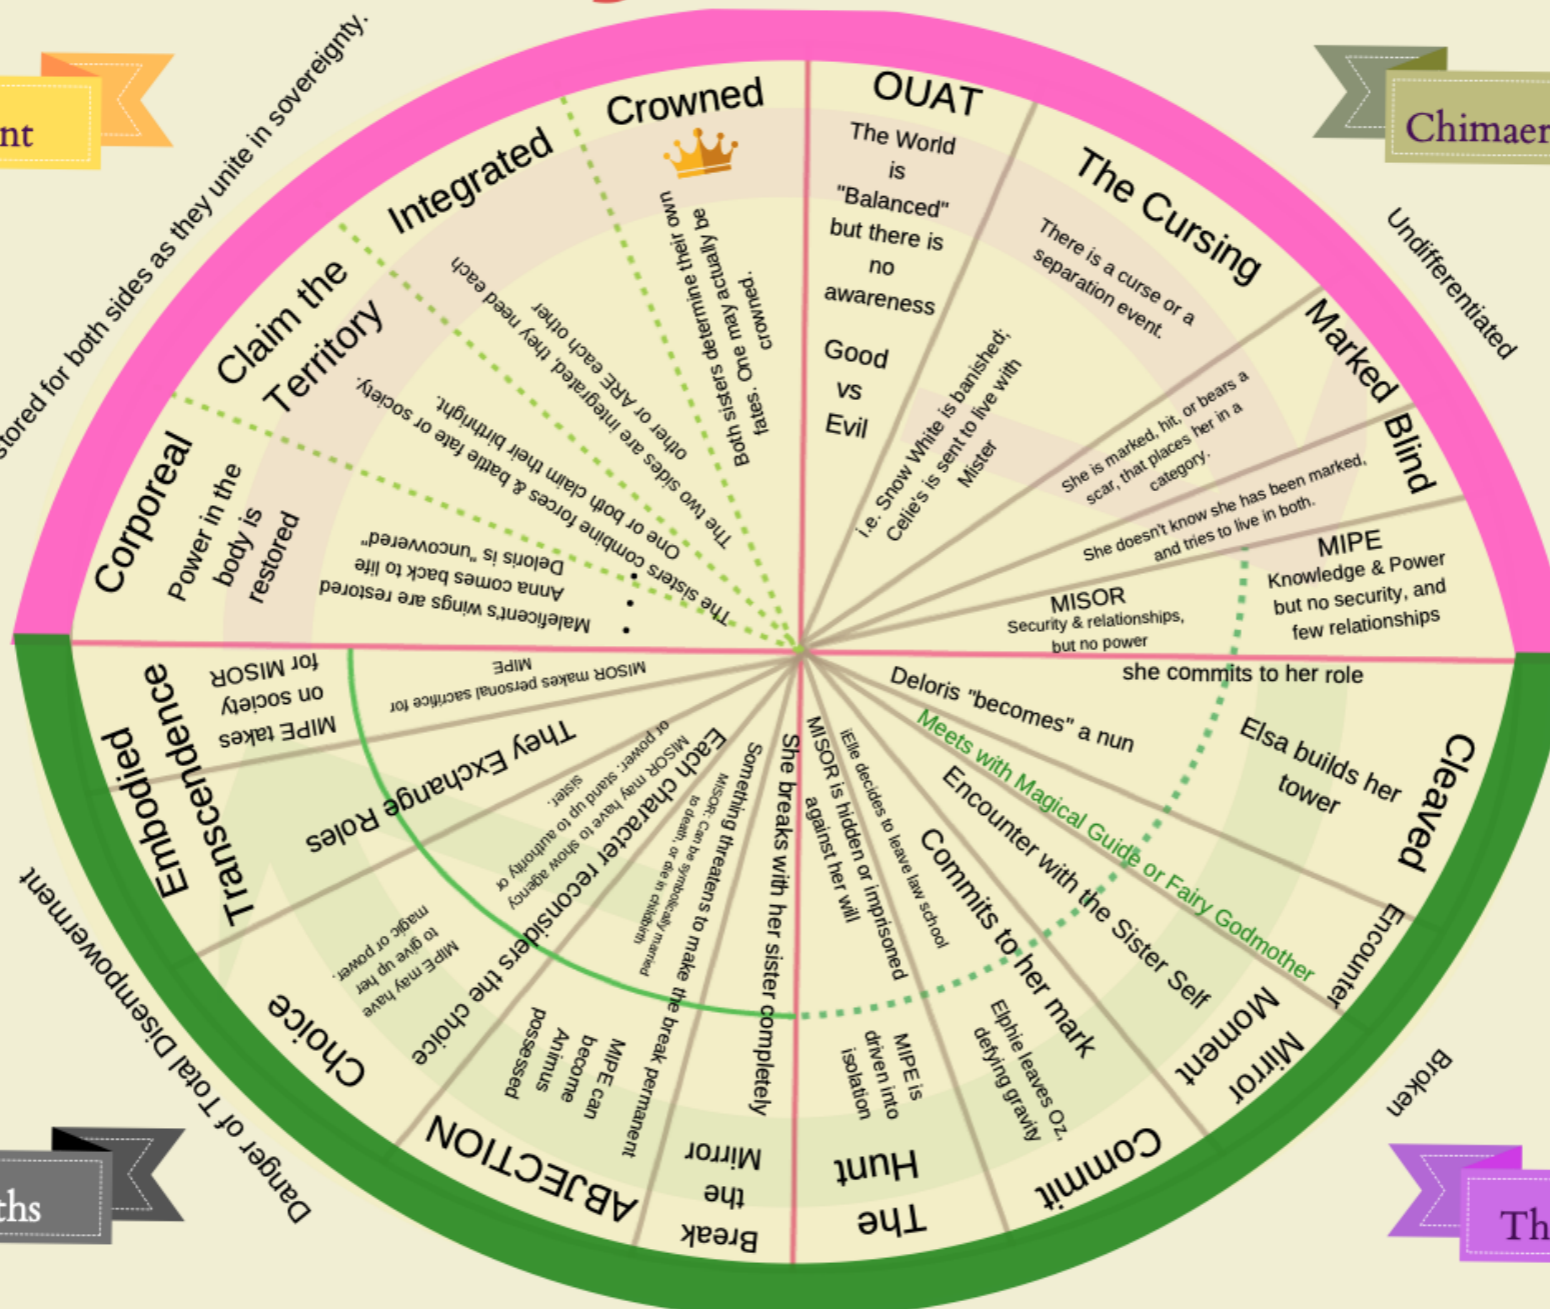 nt
stored for both sides as they unite in sovereignty.
Chimaer
Undifferentiated
OUAT
The World
is
"Balanced"
but there is
no
awareness
Good
vs
Evil
The Cursing
There is a curse or a
separation event.
i.e. Snow White is banished;
Celie's is sent to live with
Mister
Marked
She is marked, hit, or bears a
scar, that places her in a
category.
Blind
She doesn't know she has been marked,
and tries to live in both.
MIPE
Knowledge & Power
but no security, and
few relationships
MISOR
Security & relationships,
but no power
she commits to her role
Deloris "becomes" a nun
Elsa builds her
tower
Cleaved
Meets with Magical Guide or Fairy Godmother
Encounter
Encounter with the Sister Self
Mirror
Moment
Broken
Commits to her mark
Elphie leaves Oz,
defying gravity
Commit
iElle decides to leave law school
MISOR is hidden or imprisoned
against her will
MIPE is
driven into
isolation
The
Hunt
Th
She breaks with her sister completely
Break
the
Mirror
Something threatens to make the break permanent
MISOR: Can be symbolically married
to death, or die in childbirth
MIPE can
become
Animus
possessed
ABJECTION
Each character reconsiders the choice
MISOR may have to show agency
or power: stand up to authority or
sister.
MIPE may have
to give up her
magic or power.
Choice
They Exchange Roles
Danger of Total Disempowerment
ths
Embodied
Transcendence
MIPE takes
on society
for MISOR
MISOR makes personal sacrifice for
MIPE
Corporeal
Power in the
body is
restored
• Maleficent's wings are restored
• Anna comes back to life
• Deloris is "uncovvered"
Claim the
Territory
The sisters combine forces & battle fate or society.
One or both claim their birthright.
Integrated
The two sides are integrated, they need each
other or ARE each other
Crowned
Both sisters determine their own
fates. One may actually be
crowned.